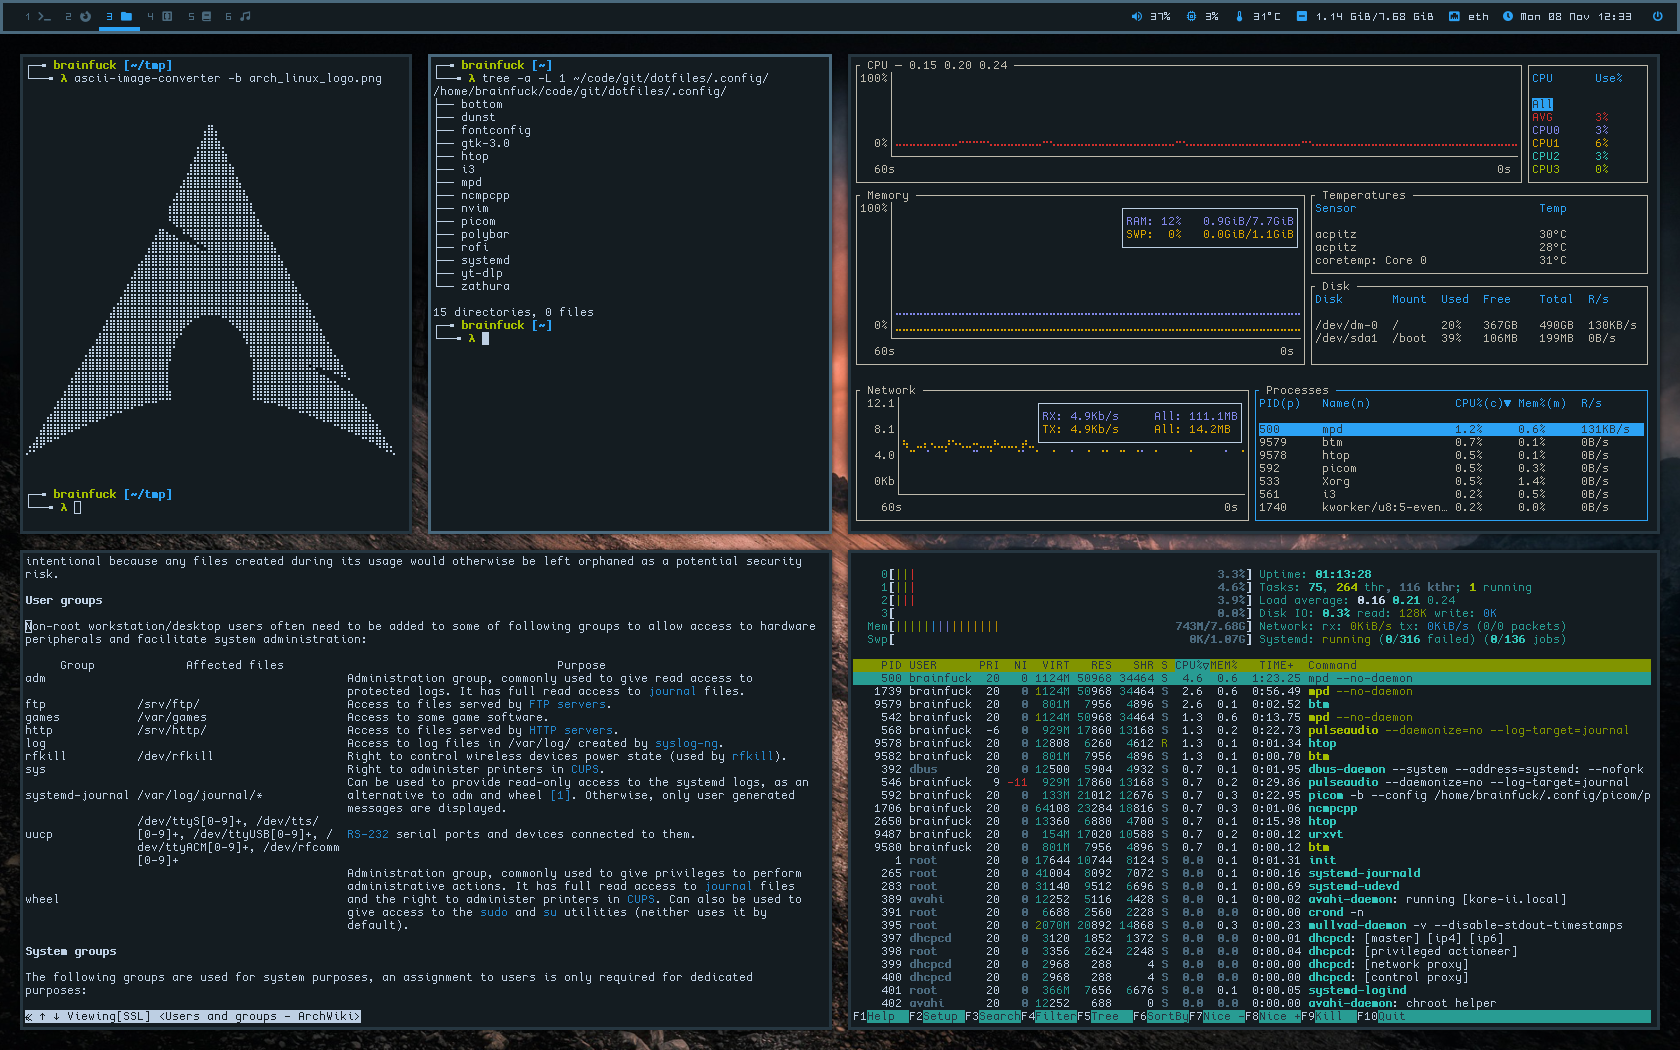 1 2 3 4 5 6 37% 3% 31°C 1.14 GiB/7.68 GiB eth Mon 08 Nov 12:33
brainfuck [~/tmp]
λ ascii-image-converter -b arch_linux_logo.png
brainfuck [~/tmp]
λ
brainfuck [~]
λ tree -a -L 1 ~/code/git/dotfiles/.config/
/home/brainfuck/code/git/dotfiles/.config/
├── bottom
├── dunst
├── fontconfig
├── gtk-3.0
├── htop
├── i3
├── mpd
├── ncmpcpp
├── nvim
├── picom
├── polybar
├── rofi
├── systemd
├── yt-dlp
└── zathura
15 directories, 0 files
brainfuck [~]
λ
CPU — 0.15 0.20 0.24
100%
0%
60s 0s
CPU Use%
All
AVG 3%
CPU0 3%
CPU1 6%
CPU2 3%
CPU3 0%
Memory
100%
RAM: 12% 0.9GiB/7.7GiB
SWP: 0% 0.0GiB/1.1GiB
0%
60s 0s
Temperatures
Sensor Temp
acpitz 30°C
acpitz 28°C
coretemp: Core 0 31°C
Disk
Disk Mount Used Free Total R/s
/dev/dm-0 / 20% 367GB 490GB 130KB/s
/dev/sda1 /boot 39% 106MB 199MB 0B/s
Network
12.1
8.1
4.0
0Kb
RX: 4.9Kb/s All: 111.1MB
TX: 4.9Kb/s All: 14.2MB
60s 0s
Processes
PID(p) Name(n) CPU%(c)▼ Mem%(m) R/s
500 mpd 1.2% 0.6% 131KB/s
9579 btm 0.7% 0.1% 0B/s
9578 htop 0.5% 0.1% 0B/s
592 picom 0.5% 0.3% 0B/s
533 Xorg 0.5% 1.4% 0B/s
561 i3 0.2% 0.5% 0B/s
1740 kworker/u8:5-even… 0.2% 0.0% 0B/s
intentional because any files created during its usage would otherwise be left orphaned as a potential security
risk.
User groups
Non-root workstation/desktop users often need to be added to some of following groups to allow access to hardware
peripherals and facilitate system administration:
Group Affected files Purpose
adm Administration group, commonly used to give read access to
protected logs. It has full read access to journal files.
ftp /srv/ftp/ Access to files served by FTP servers.
games /var/games Access to some game software.
http /srv/http/ Access to files served by HTTP servers.
log Access to log files in /var/log/ created by syslog-ng.
rfkill /dev/rfkill Right to control wireless devices power state (used by rfkill).
sys Right to administer printers in CUPS.
Can be used to provide read-only access to the systemd logs, as an
systemd-journal /var/log/journal/* alternative to adm and wheel [1]. Otherwise, only user generated
messages are displayed.
/dev/ttyS[0-9]+, /dev/tts/
uucp [0-9]+, /dev/ttyUSB[0-9]+, / RS-232 serial ports and devices connected to them.
dev/ttyACM[0-9]+, /dev/rfcomm
[0-9]+
Administration group, commonly used to give privileges to perform
administrative actions. It has full read access to journal files
wheel and the right to administer printers in CUPS. Can also be used to
give access to the sudo and su utilities (neither uses it by
default).
System groups
The following groups are used for system purposes, an assignment to users is only required for dedicated
purposes:
≪ ↑ ↓ Viewing[SSL] <Users and groups - ArchWiki>
0[||| 3.3%] Uptime: 01:13:28
1[||| 4.6%] Tasks: 75, 264 thr, 116 kthr; 1 running
2[||| 3.9%] Load average: 0.16 0.21 0.24
3[ 0.0%] Disk IO: 0.3% read: 128K write: 0K
Mem[||||||||||||||| 743M/7.68G] Network: rx: 0KiB/s tx: 0KiB/s (0/0 packets)
Swp[ 0K/1.07G] Systemd: running (0/316 failed) (0/136 jobs)
PID USER PRI NI VIRT RES SHR S CPU%▽MEM% TIME+ Command
500 brainfuck 20 0 1124M 50968 34464 S 4.6 0.6 1:23.25 mpd --no-daemon
1739 brainfuck 20 0 1124M 50968 34464 S 2.6 0.6 0:56.49 mpd --no-daemon
9579 brainfuck 20 0 801M 7956 4896 S 2.6 0.1 0:02.52 btm
542 brainfuck 20 0 1124M 50968 34464 S 1.3 0.6 0:13.75 mpd --no-daemon
568 brainfuck -6 0 929M 17860 13168 S 1.3 0.2 0:22.73 pulseaudio --daemonize=no --log-target=journal
9578 brainfuck 20 0 12808 6260 4612 R 1.3 0.1 0:01.34 htop
9582 brainfuck 20 0 801M 7956 4896 S 1.3 0.1 0:00.70 btm
392 dbus 20 0 12500 5904 4932 S 0.7 0.1 0:01.95 dbus-daemon --system --address=systemd: --nofork
546 brainfuck 9 -11 929M 17860 13168 S 0.7 0.2 0:29.86 pulseaudio --daemonize=no --log-target=journal
592 brainfuck 20 0 133M 21012 12676 S 0.7 0.3 0:22.95 picom -b --config /home/brainfuck/.config/picom/p
1706 brainfuck 20 0 64108 23284 18816 S 0.7 0.3 0:01.06 ncmpcpp
2650 brainfuck 20 0 13360 6880 4700 S 0.7 0.1 0:15.98 htop
9487 brainfuck 20 0 154M 17020 10588 S 0.7 0.2 0:00.12 urxvt
9580 brainfuck 20 0 801M 7956 4896 S 0.7 0.1 0:00.12 btm
1 root 20 0 17644 10744 8124 S 0.0 0.1 0:01.31 init
265 root 20 0 41004 8092 7072 S 0.0 0.1 0:00.16 systemd-journald
283 root 20 0 31140 9512 6696 S 0.0 0.1 0:00.69 systemd-udevd
389 avahi 20 0 12252 5116 4428 S 0.0 0.1 0:00.02 avahi-daemon: running [kore-ii.local]
391 root 20 0 6688 2560 2228 S 0.0 0.0 0:00.00 crond -n
395 root 20 0 2070M 20892 14868 S 0.0 0.3 0:00.23 mullvad-daemon -v --disable-stdout-timestamps
397 dhcpcd 20 0 3120 1852 1372 S 0.0 0.0 0:00.01 dhcpcd: [master] [ip4] [ip6]
398 root 20 0 3356 2624 2248 S 0.0 0.0 0:00.04 dhcpcd: [privileged actioneer]
399 dhcpcd 20 0 2968 288 4 S 0.0 0.0 0:00.00 dhcpcd: [network proxy]
400 dhcpcd 20 0 2968 288 4 S 0.0 0.0 0:00.00 dhcpcd: [control proxy]
401 root 20 0 366M 7656 6676 S 0.0 0.1 0:00.05 systemd-logind
402 avahi 20 0 12252 688 0 S 0.0 0.0 0:00.00 avahi-daemon: chroot helper
F1Help F2Setup F3SearchF4FilterF5Tree F6SortByF7Nice -F8Nice +F9Kill F10Quit